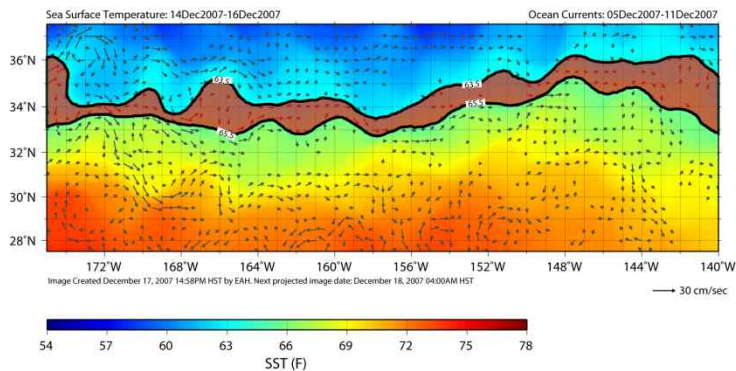 Sea Surface Temperature: 14Dec2007-16Dec2007 Ocean Currents: 05Dec2007-11Dec2007
36°N
63.5
63.5
34°N
65.5
65.5
32°N
30°N
28°N
172°W 168°W 164°W 160°W 156°W 152°W 148°W 144°W 140°W
Image Created December 17, 2007 14:58PM HST by EAH. Next projected image date: December 18, 2007 04:00AM HST
30 cm/sec
54 57 60 63 66 69 72 75 78
SST (F)